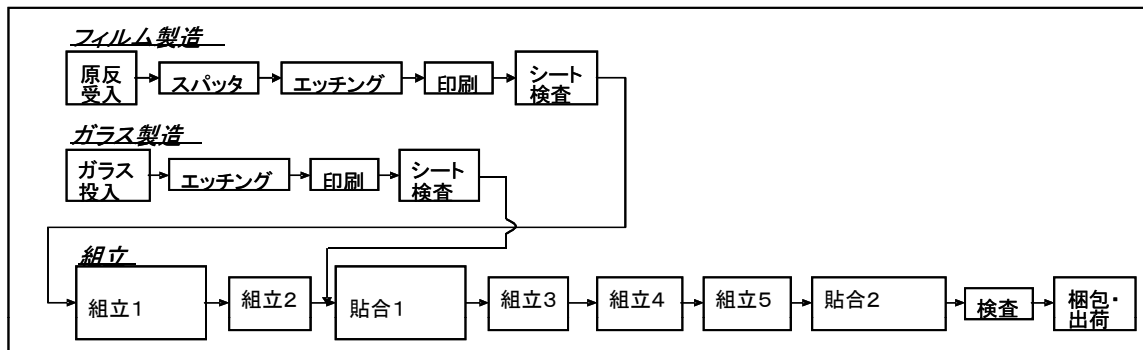 フィルム製造
原反
受入
スパッタ
エッチング
印刷
シート
検査
ガラス製造
ガラス
投入
エッチング
印刷
シート
検査
組立
組立1
組立2
貼合1
組立3
組立4
組立5
貼合2
検査
梱包・
出荷